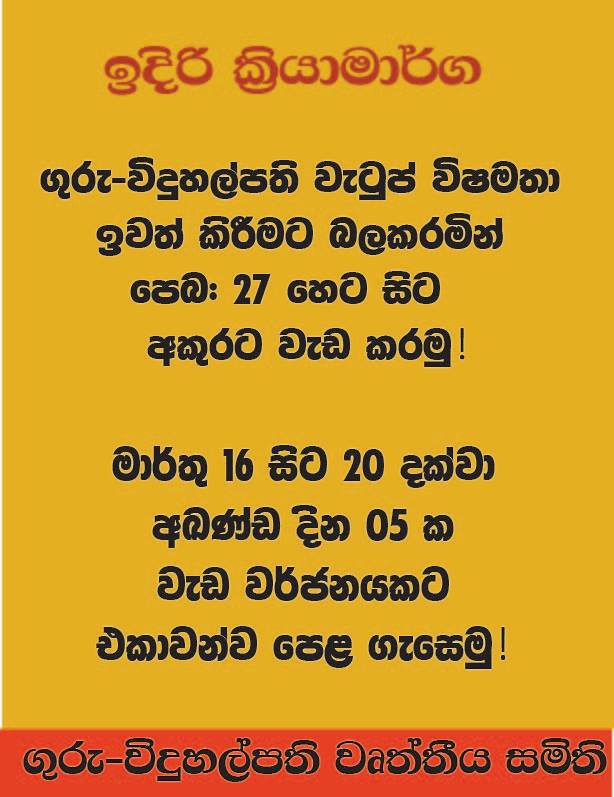 ඉදිරි ක්‍රියාමාර්ග
ගුරු-විදුහල්පති වැටුප් විෂමතා
ඉවත් කිරීමට බලකරමින්
පෙබ: 27 හෙට සිට
අකුරට වැඩ කරමු!
මාර්තු 16 සිට 20 දක්වා
අඛණ්ඩ දින 05 ක
වැඩ වර්ජනයකට
එකාවන්ව පෙළ ගැසෙමු!
ගුරු-විදුහල්පති වෘත්තීය සමිති